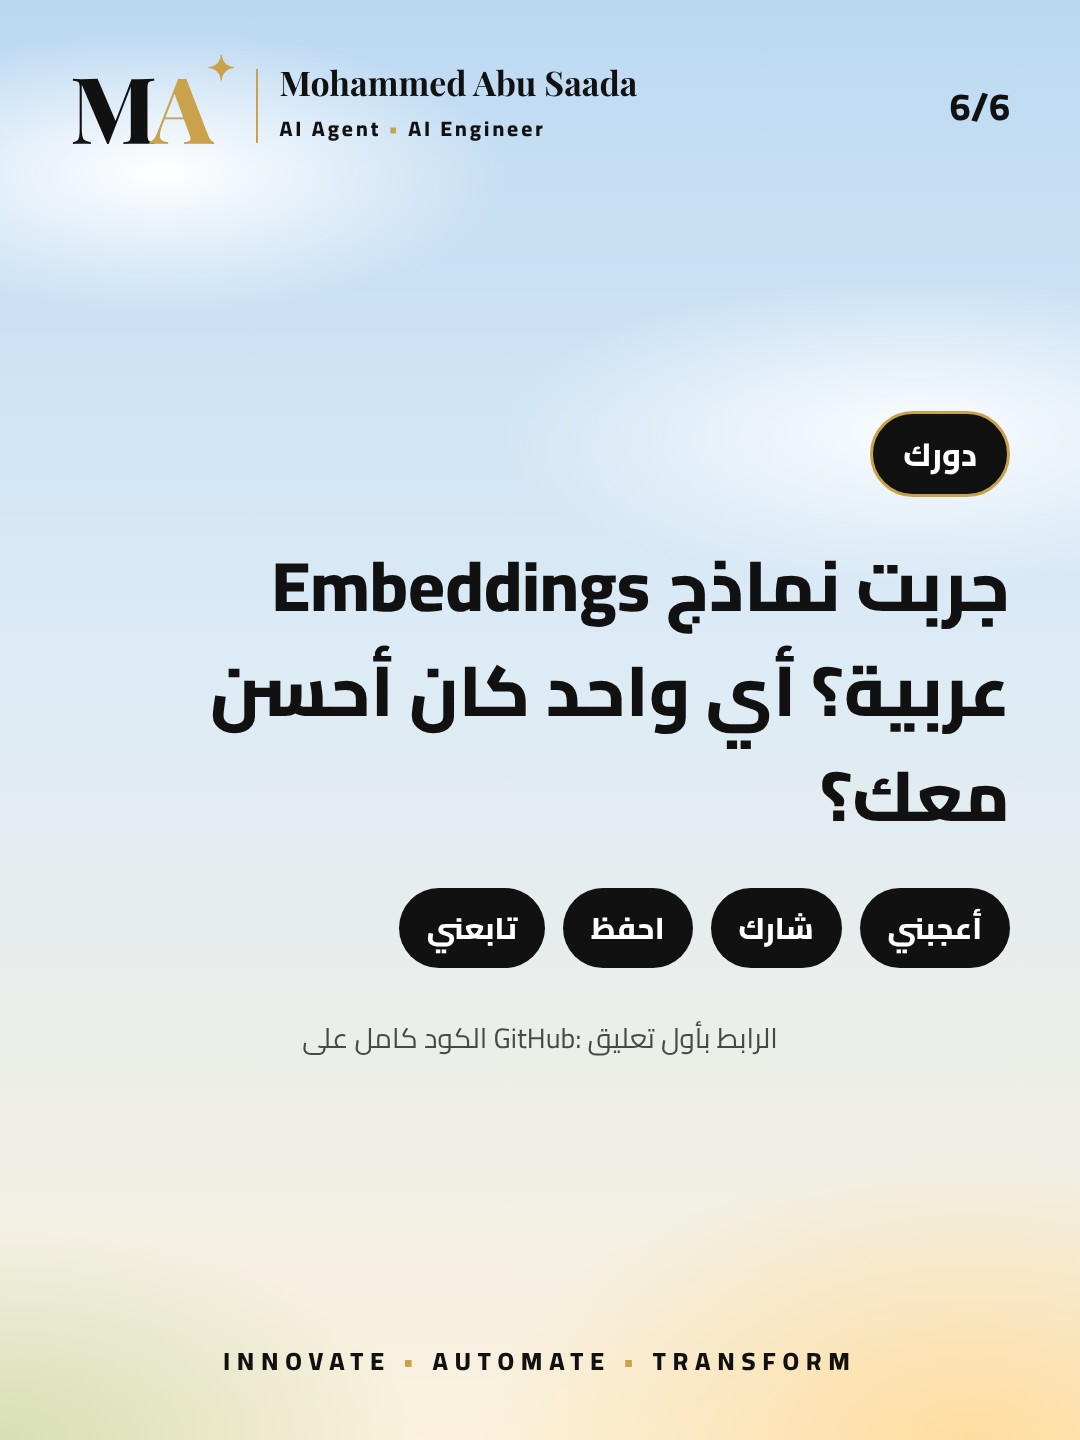 MA
Mohammed Abu Saada
AI Agent ▪ AI Engineer
6/6
دورك
جربت نماذج Embeddings
عربية؟ أي واحد كان أحسن
معك؟
أعجبني
شارك
احفظ
تابعني
الرابط بأول تعليق :GitHub الكود كامل على
INNOVATE ▪ AUTOMATE ▪ TRANSFORM